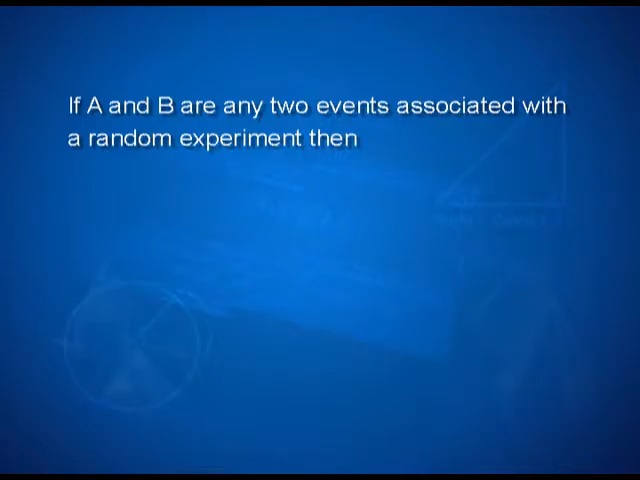 If A and B are any two events associated with
a random experiment then